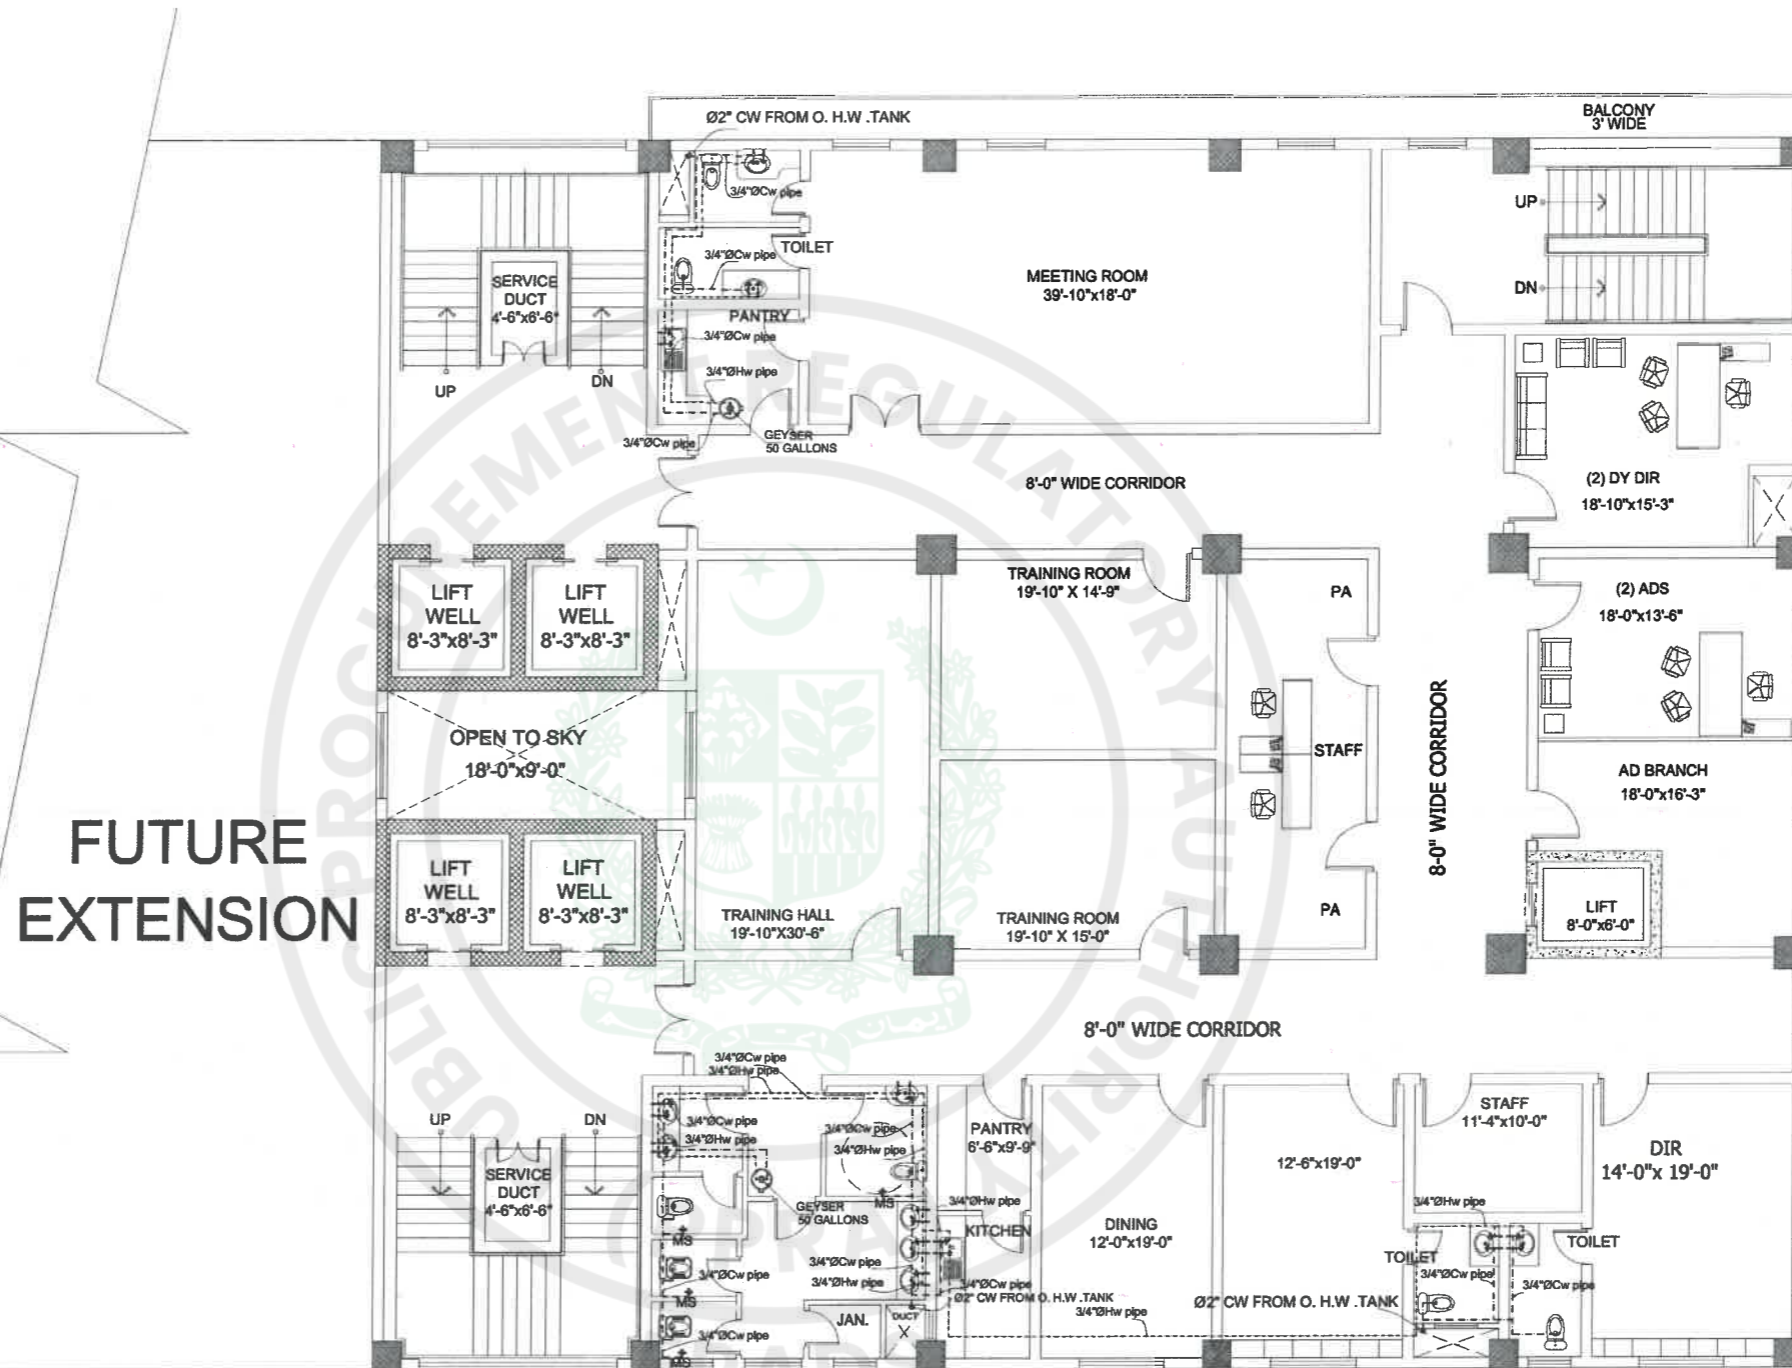 BALCONY
3' WIDE
Ø2" CW FROM O. H.W .TANK
3/4"ØCw pipe
UP
TOILET
3/4"ØCw pipe
SERVICE
DUCT
4'-6"x6'-6"
MEETING ROOM
39'-10"x18'-0"
DN
PANTRY
3/4"ØCw pipe
3/4"ØHw pipe
UP
DN
GEYSER
50 GALLONS
3/4"ØCw pipe
8'-0" WIDE CORRIDOR
(2) DY DIR
18'-10"x15'-3"
LIFT
WELL
8'-3"x8'-3"
LIFT
WELL
8'-3"x8'-3"
TRAINING ROOM
19'-10" X 14'-9"
PA
(2) ADS
18'-0"x13'-6"
OPEN TO SKY
18'-0"x9'-0"
STAFF
8-0" WIDE CORRIDOR
AD BRANCH
18'-0"x16'-3"
FUTURE
EXTENSION
LIFT
WELL
8'-3"x8'-3"
LIFT
WELL
8'-3"x8'-3"
TRAINING HALL
19'-10"X30'-6"
TRAINING ROOM
19'-10" X 15'-0"
PA
LIFT
8'-0"x6'-0"
8'-0" WIDE CORRIDOR
3/4"ØCw pipe
3/4"ØHw pipe
UP
DN
3/4"ØCw pipe
3/4"ØHw pipe
3/4"ØCw pipe
3/4"ØHw pipe
PANTRY
6'-6"x9'-9"
STAFF
11'-4"x10'-0"
12'-6"x19'-0"
DIR
14'-0"x 19'-0"
SERVICE
DUCT
4'-6"x6'-6"
GEYSER
50 GALLONS
MS
3/4"ØHw pipe
3/4"ØHw pipe
KITCHEN
DINING
12'-0"x19'-0"
MS
TOILET
TOILET
3/4"ØCw pipe
3/4"ØCw pipe
3/4"ØHw pipe
3/4"ØCw pipe
3/4"ØCw pipe
3/4"ØCw pipe
MS
Ø2" CW FROM O. H.W .TANK
3/4"ØHw pipe
Ø2" CW FROM O. H.W .TANK
JAN.
DUCT
3/4"ØCw pipe
MS
PUBLIC PROCUREMENT REGULATORY AUTHORITY
(PPRA)